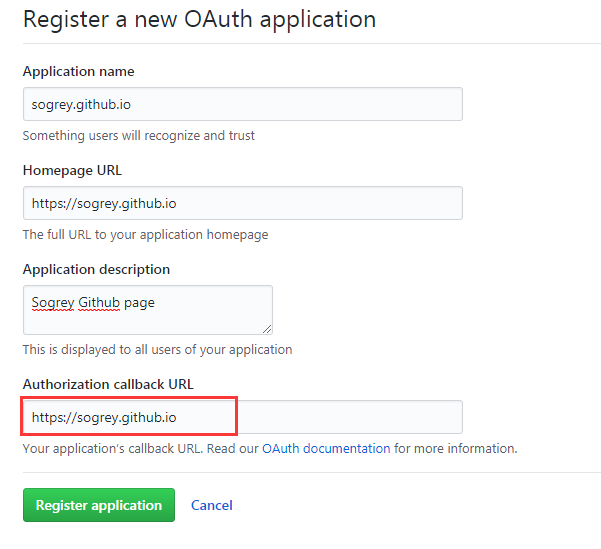 Register a new OAuth application
Application name
sogrey.github.io
Something users will recognize and trust
Homepage URL
https://sogrey.github.io
The full URL to your application homepage
Application description
Sogrey Github page
This is displayed to all users of your application
Authorization callback URL
https://sogrey.github.io
Your application's callback URL. Read our OAuth documentation for more information.
Register application Cancel